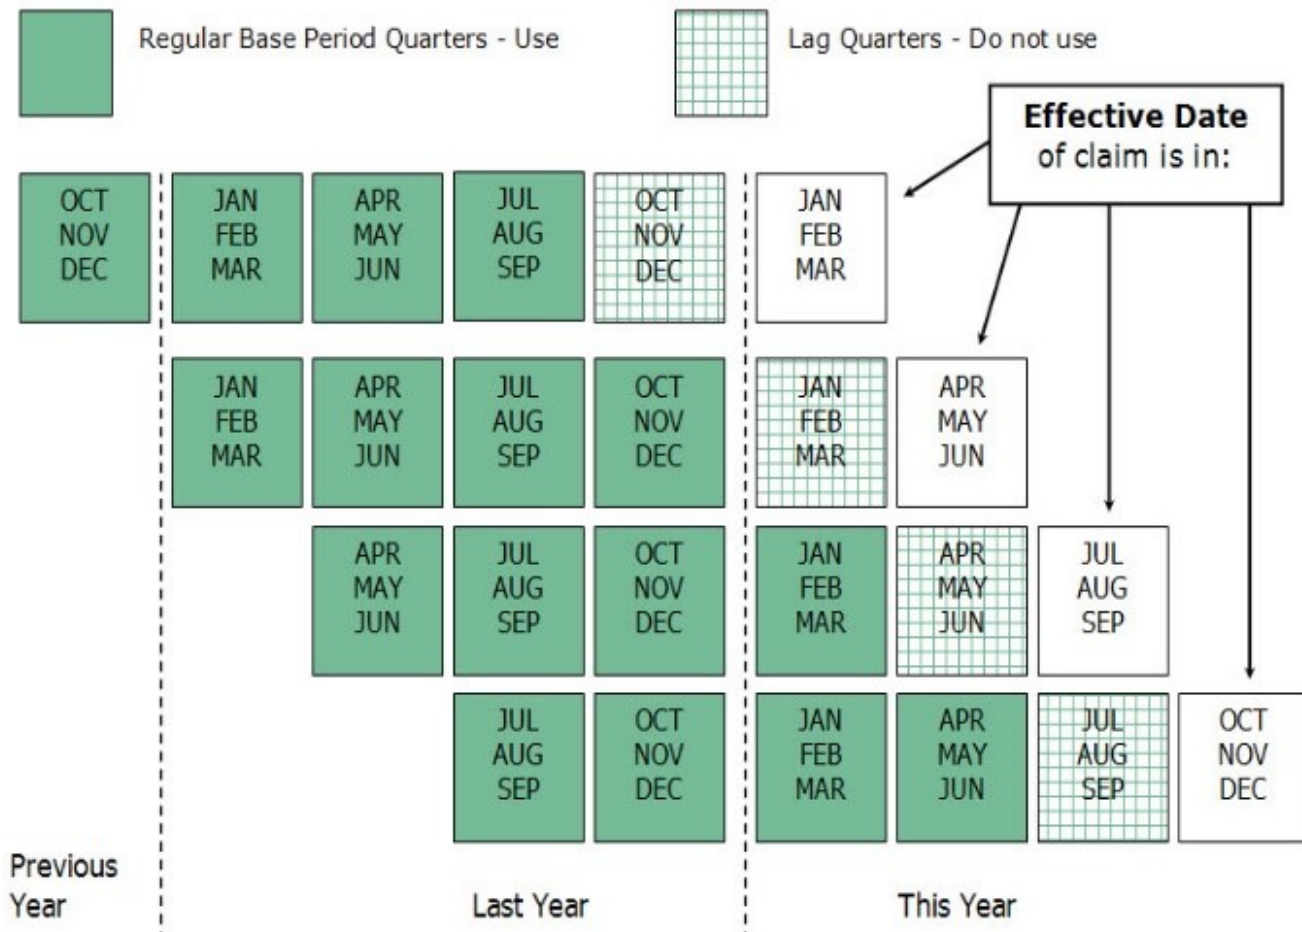 Regular Base Period Quarters - Use
Lag Quarters - Do not use
Effective Date
of claim is in:
OCT
NOV
DEC
JAN
FEB
MAR
APR
MAY
JUN
JUL
AUG
SEP
OCT
NOV
DEC
JAN
FEB
MAR
JAN
FEB
MAR
APR
MAY
JUN
JUL
AUG
SEP
OCT
NOV
DEC
JAN
FEB
MAR
APR
MAY
JUN
APR
MAY
JUN
JUL
AUG
SEP
OCT
NOV
DEC
JAN
FEB
MAR
APR
MAY
JUN
JUL
AUG
SEP
JUL
AUG
SEP
OCT
NOV
DEC
JAN
FEB
MAR
APR
MAY
JUN
JUL
AUG
SEP
OCT
NOV
DEC
Previous
Year
Last Year
This Year